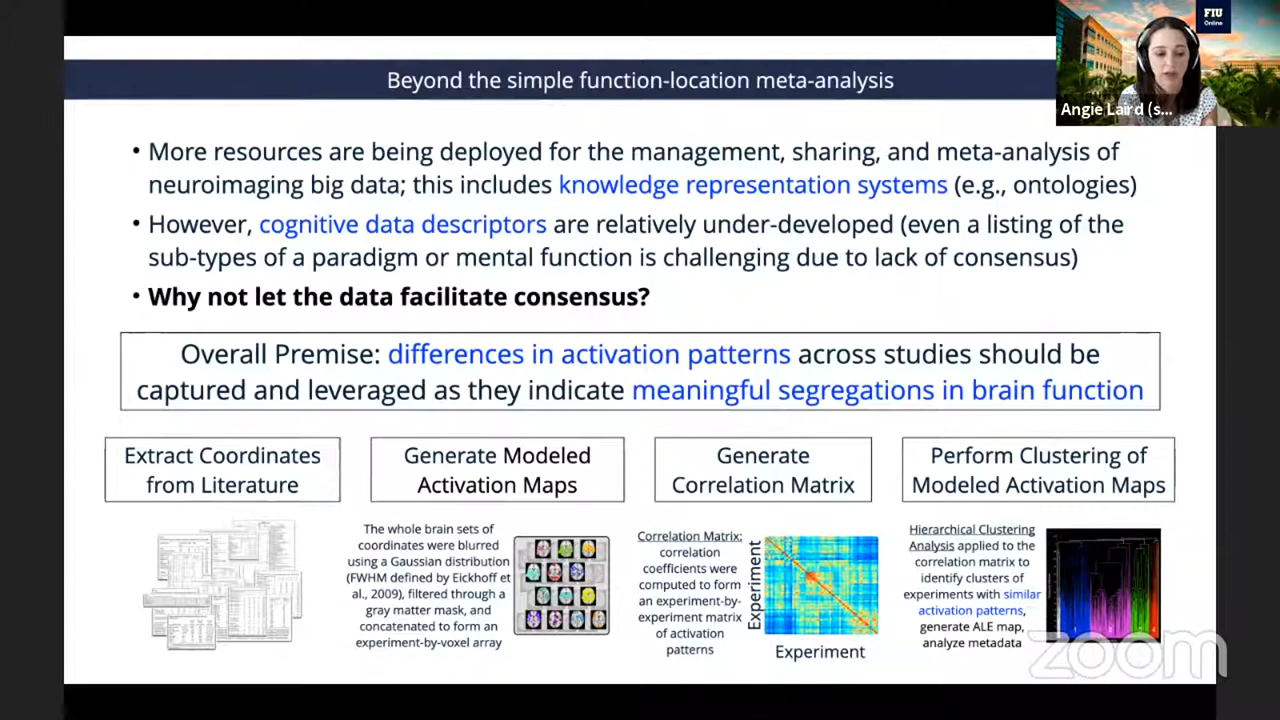 Beyond the simple function-location meta-analysis
FIU
Online
Angie Laird (s...
• More resources are being deployed for the management, sharing, and meta-analysis of
neuroimaging big data; this includes knowledge representation systems (e.g., ontologies)
• However, cognitive data descriptors are relatively under-developed (even a listing of the
sub-types of a paradigm or mental function is challenging due to lack of consensus)
• Why not let the data facilitate consensus?
Overall Premise: differences in activation patterns across studies should be
captured and leveraged as they indicate meaningful segregations in brain function
Extract Coordinates
from Literature
Generate Modeled
Activation Maps
The whole brain sets of
coordinates were blurred
using a Gaussian distribution
(FWHM defined by Eickhoff et
al., 2009), filtered through a
gray matter mask, and
concatenated to form an
experiment-by-voxel array
Generate
Correlation Matrix
Correlation Matrix:
correlation
coefficients were
computed to form
an experiment-by-
experiment matrix
of activation
patterns
Experiment
Experiment
Perform Clustering of
Modeled Activation Maps
Hierarchical Clustering
Analysis applied to the
correlation matrix to
identify clusters of
experiments with similar
activation patterns,
generate ALE map,
analyze metadata
zoom